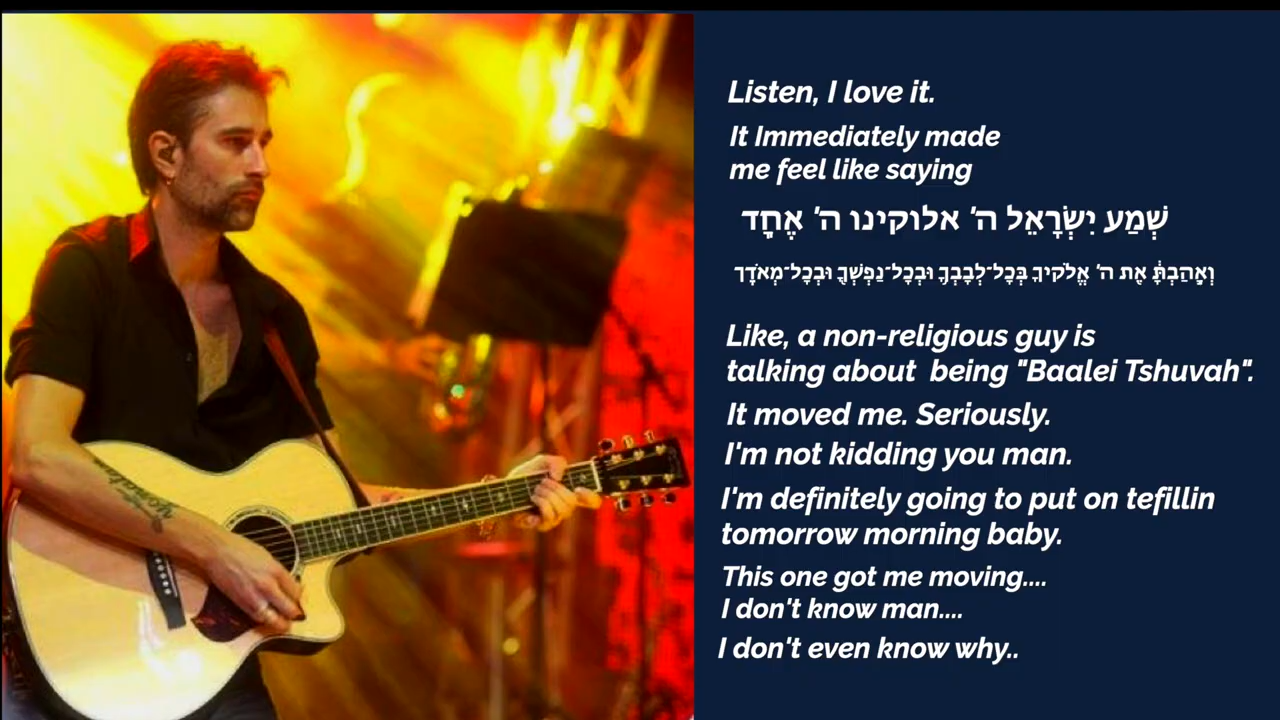 Listen, I love it.
It Immediately made
me feel like saying
שְׁמַע יִשְׂרָאֵל ה' אלוקינו ה' אֶחָד
וְאָהַבְתָּ אֵת ה' אֱלֹקיךָ בְּכָל־לְבָבְךָ וּבְכָל־נַפְשְׁךָ וּבְכָל־מְאֹדֶךָ
Like, a non-religious guy is
talking about being "Baalei Tshuvah".
It moved me. Seriously.
I'm not kidding you man.
I'm definitely going to put on tefillin
tomorrow morning baby.
This one got me moving....
I don't know man....
I don't even know why..